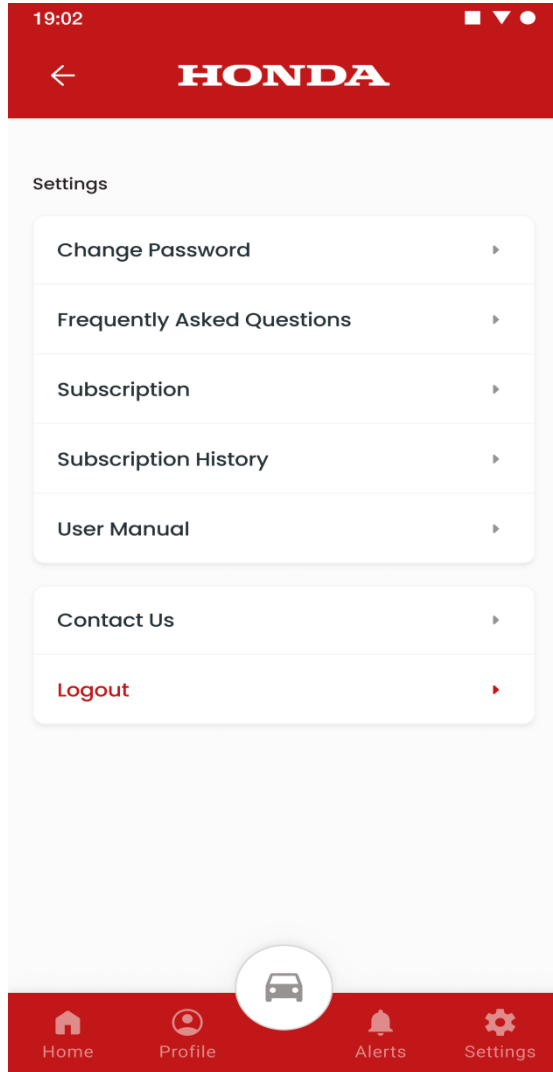 19:02
HONDA
Settings
Change Password
Frequently Asked Questions
Subscription
Subscription History
User Manual
Contact Us
Logout
Home Profile Alerts Settings